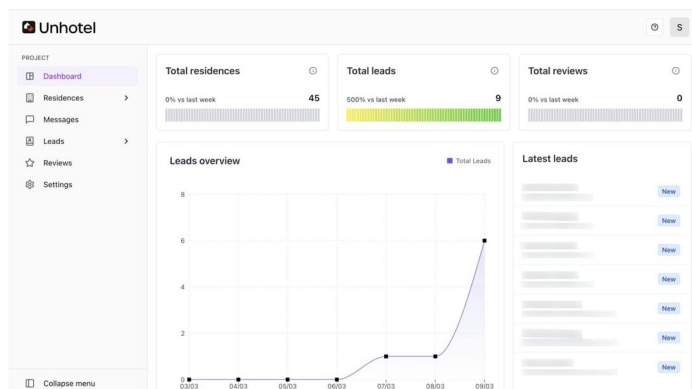 Unhotel
S
PROJECT
Dashboard
Residences
Messages
Leads
Reviews
Settings
Collapse menu
Total residences
0% vs last week 45
Total leads
500% vs last week 9
Total reviews
0% vs last week 0
Leads overview
Total Leads
8
6
4
2
0
03/03 04/03 05/03 06/03 07/03 08/03 09/03
Latest leads
New
New
New
New
New
New
New